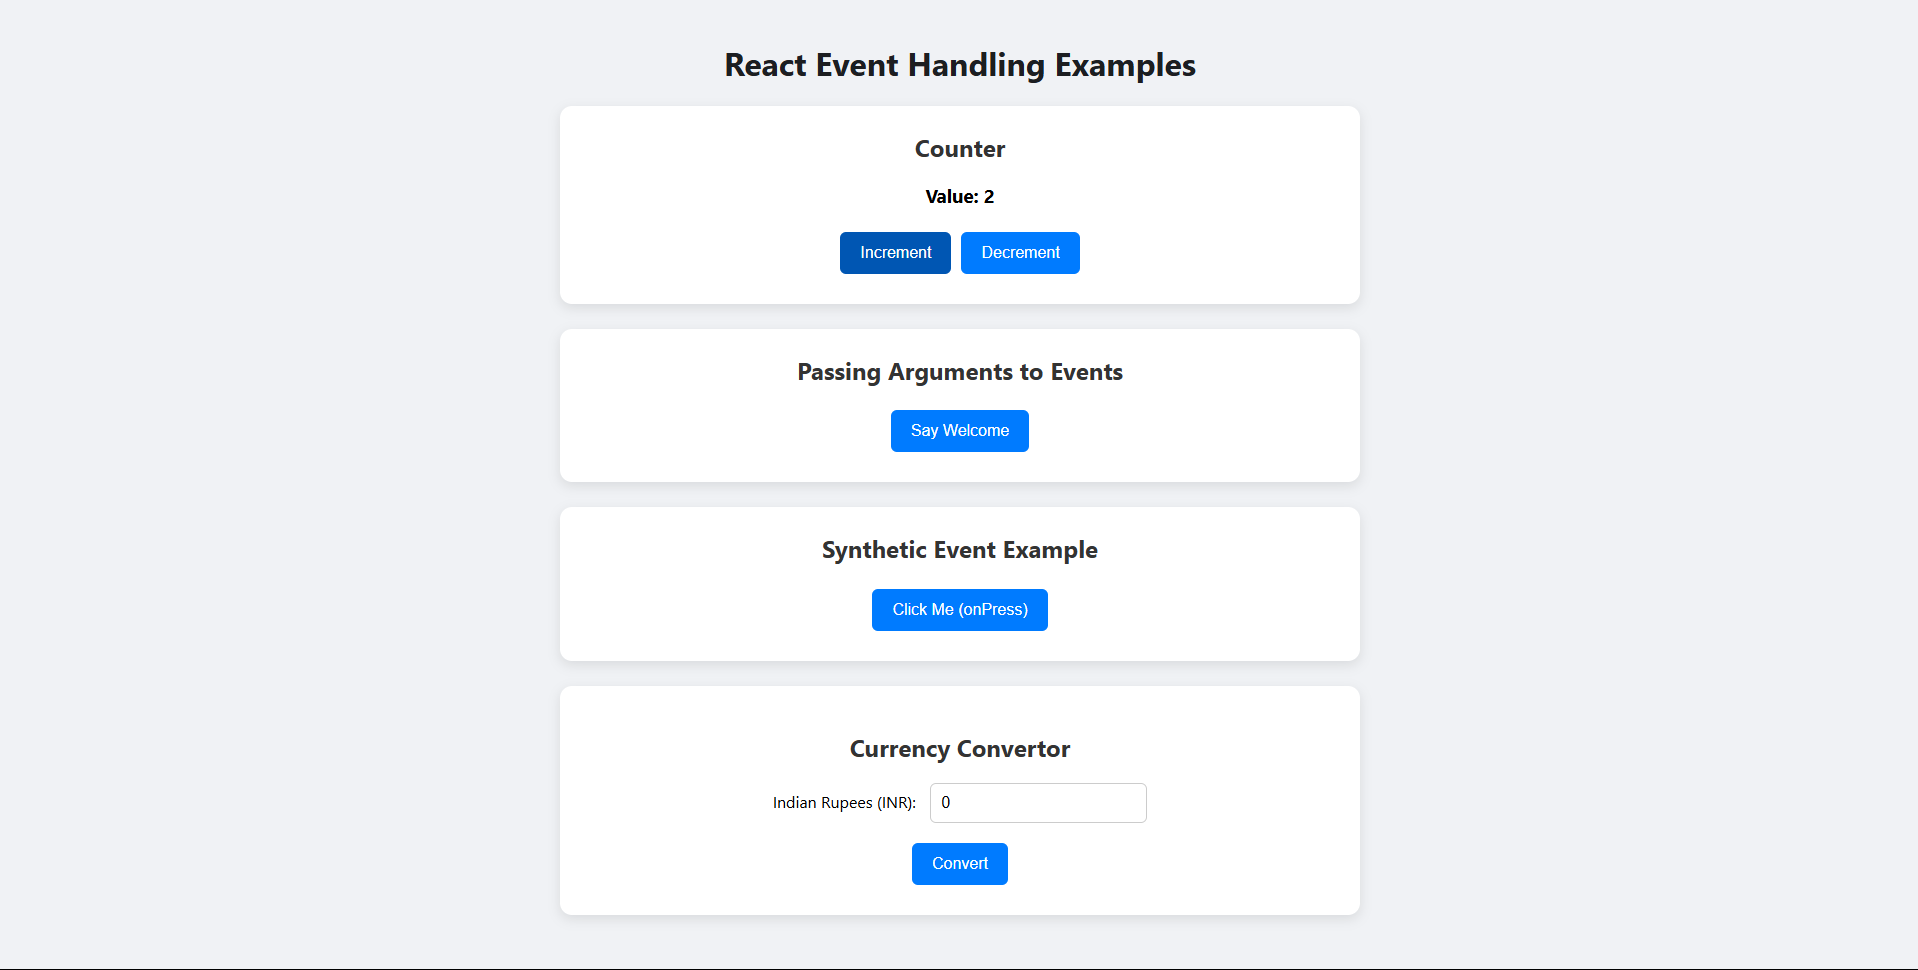 React Event Handling Examples
Counter
Value: 2
Increment Decrement
Passing Arguments to Events
Say Welcome
Synthetic Event Example
Click Me (onPress)
Currency Convertor
Indian Rupees (INR): 0
Convert